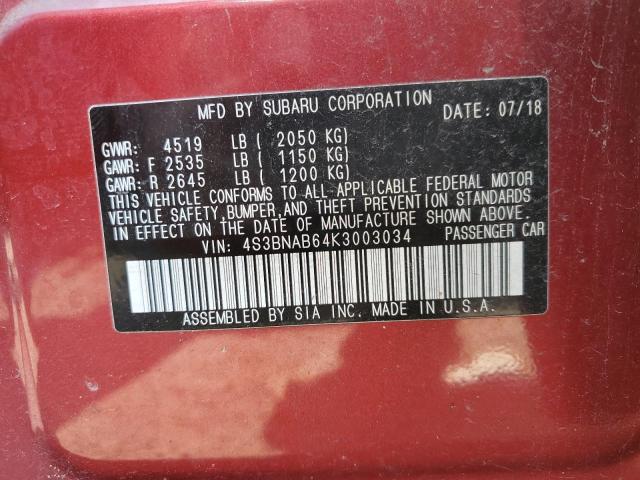 MFD BY SUBARU CORPORATION DATE: 07/18
GVWR: 4519 LB ( 2050 KG)
GAWR: F 2535 LB ( 1150 KG)
GAWR: R 2645 LB ( 1200 KG)
THIS VEHICLE CONFORMS TO ALL APPLICABLE FEDERAL MOTOR
VEHICLE SAFETY, BUMPER, AND THEFT PREVENTION STANDARDS
IN EFFECT ON THE DATE OF MANUFACTURE SHOWN ABOVE.
VIN: 4S3BNAB64K3003034 PASSENGER CAR
ASSEMBLED BY SIA INC. MADE IN U.S.A.